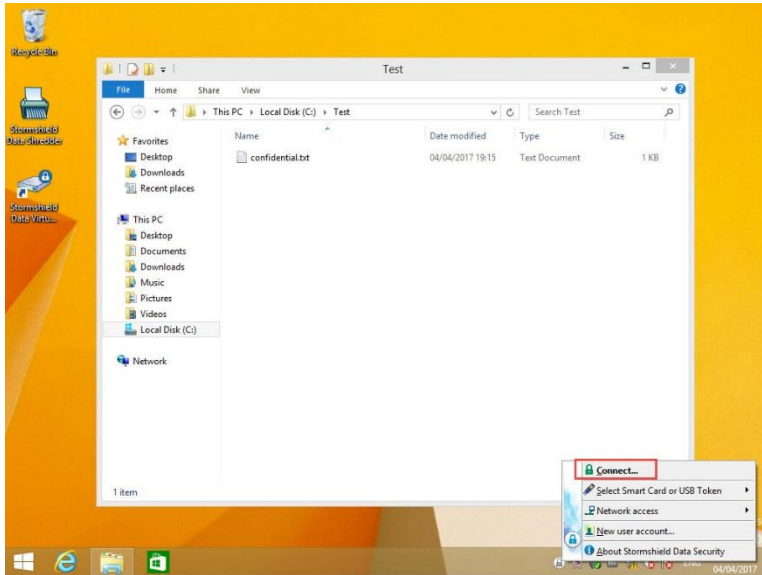 Recycle Bin
Stormshield
Data Shredder
Stormshield
Data Virtu...
Test
File Home Share View
This PC Local Disk (C:) Test
Search Test
Name Date modified Type Size
confidential.txt 04/04/2017 19:15 Text Document 1 KB
Favorites
Desktop
Downloads
Recent places
This PC
Desktop
Documents
Downloads
Music
Pictures
Videos
Local Disk (C:)
Network
1 item
Connect...
Select Smart Card or USB Token
Network access
New user account...
About Stormshield Data Security
ENG
04/04/2017